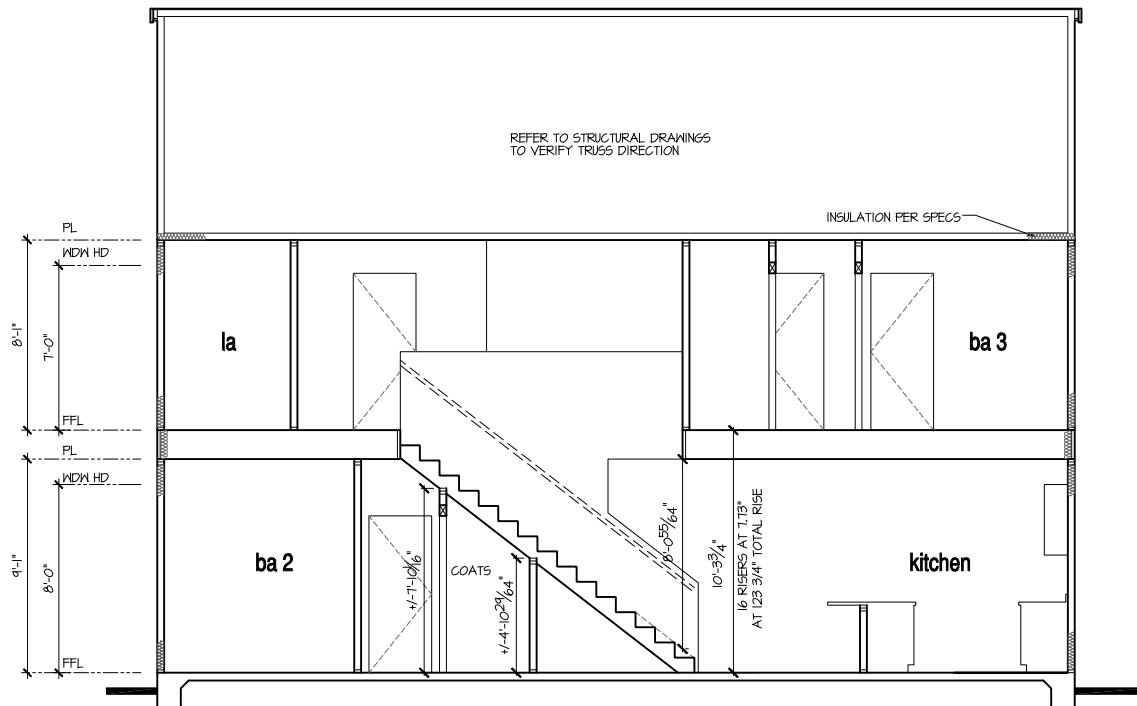 REFER TO STRUCTURAL DRAWINGS
TO VERIFY TRUSS DIRECTION
INSULATION PER SPECS
PL
WDW HD
8'-1"
7'-0"
la
ba 3
FFL
PL
WDW HD
9'-1"
8'-0"
ba 2
+/-7'-10/16"
COATS
+/-4'-10 29/64"
-0 55/64"
10'-3 3/4"
16 RISERS AT 7.73"
AT 123 3/4" TOTAL RISE
kitchen
FFL